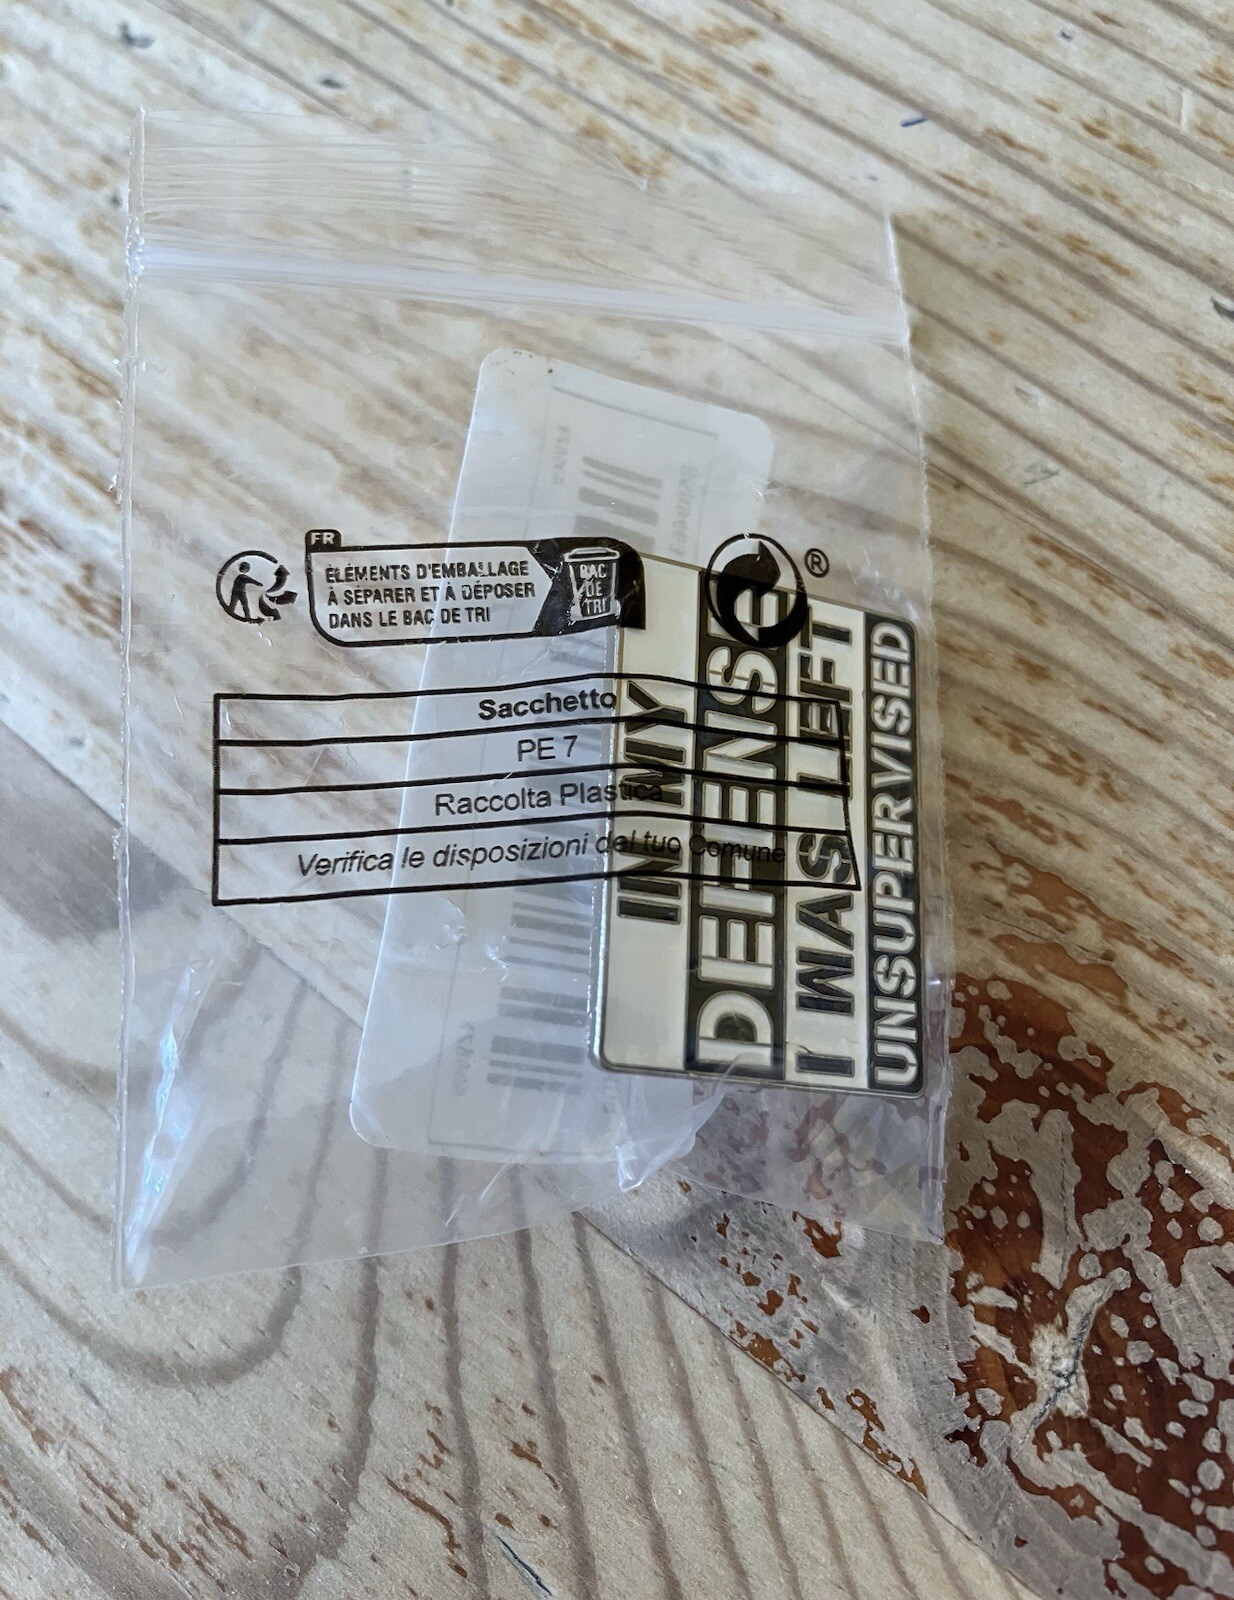 FR
ÉLÉMENTS D'EMBALLAGE
À SÉPARER ET À DÉPOSER
DANS LE BAC DE TRI
BAC
DE
TRI
®
Sacchetto
PE 7
Raccolta Plastica
Verifica le disposizioni del tuo Comune
IN MY
DEFENSE
I WAS LEFT
UNSUPERVISED